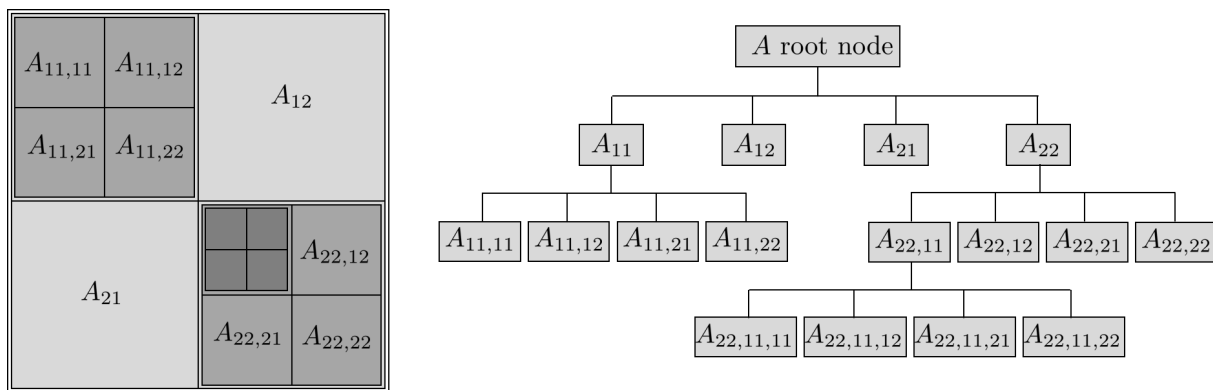 A₁₁,₁₁ A₁₁,₁₂
A₁₂
A₁₁,₂₁ A₁₁,₂₂
A₂₂,₁₂
A₂₁
A₂₂,₂₁ A₂₂,₂₂
A root node
A₁₁ A₁₂ A₂₁ A₂₂
A₁₁,₁₁ A₁₁,₁₂ A₁₁,₂₁ A₁₁,₂₂ A₂₂,₁₁ A₂₂,₁₂ A₂₂,₂₁ A₂₂,₂₂
A₂₂,₁₁,₁₁ A₂₂,₁₁,₁₂ A₂₂,₁₁,₂₁ A₂₂,₁₁,₂₂